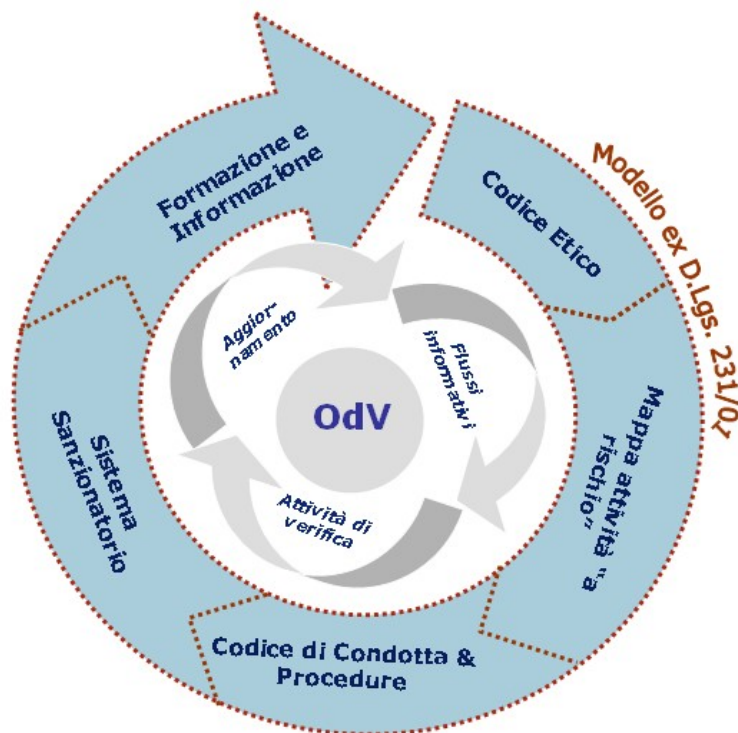 Formazione e
Informazione
Codice Etico
Modello ex D.Lgs. 231/01
Mappa attività "a
rischio"
Codice di Condotta &
Procedure
Sistema
Sanzionatorio
Aggior-
namento
Flussi
informativi
Attività di
verifica
OdV